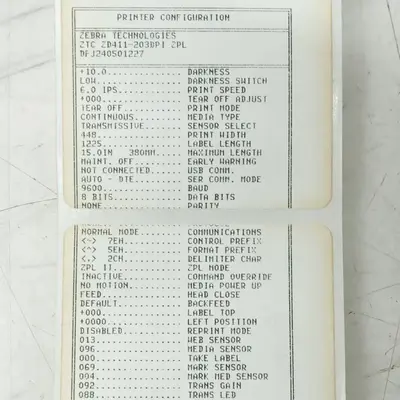 PRINTER CONFIGURATION
ZEBRA TECHNOLOGIES
ZTC ZD411-203DPI ZPL
DFJ240501227
+10.0............... DARKNESS
LOW................. DARKNESS SWITCH
6.0 IPS............. PRINT SPEED
+000................ TEAR OFF ADJUST
TEAR OFF............ PRINT MODE
CONTINUOUS.......... MEDIA TYPE
TRANSMISSIVE........ SENSOR SELECT
448................. PRINT WIDTH
1225................ LABEL LENGTH
15.0IN   380MM...... MAXIMUM LENGTH
MAINT. OFF.......... EARLY WARNING
NOT CONNECTED....... USB COMM.
AUTO - DTE.......... SER COMM. MODE
9600................ BAUD
8 BITS.............. DATA BITS
NONE................ PARITY
NORMAL MODE......... COMMUNICATIONS
<~>  7EH............ CONTROL PREFIX
<^>  5EH............ FORMAT PREFIX
<,>  2CH............ DELIMITER CHAR
ZPL II.............. ZPL MODE
INACTIVE............ COMMAND OVERRIDE
NO MOTION........... MEDIA POWER UP
FEED................ HEAD CLOSE
DEFAULT............. BACKFEED
+000................ LABEL TOP
+0000............... LEFT POSITION
DISABLED............ REPRINT MODE
013................. WEB SENSOR
096................. MEDIA SENSOR
000................. TAKE LABEL
069................. MARK SENSOR
004................. MARK MED SENSOR
092................. TRANS GAIN
088................. TRANS LED